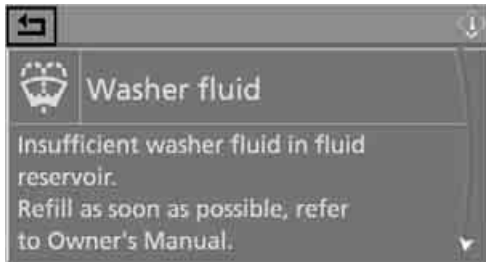 Washer fluid
Insufficient washer fluid in fluid
reservoir.
Refill as soon as possible, refer
to Owner's Manual.